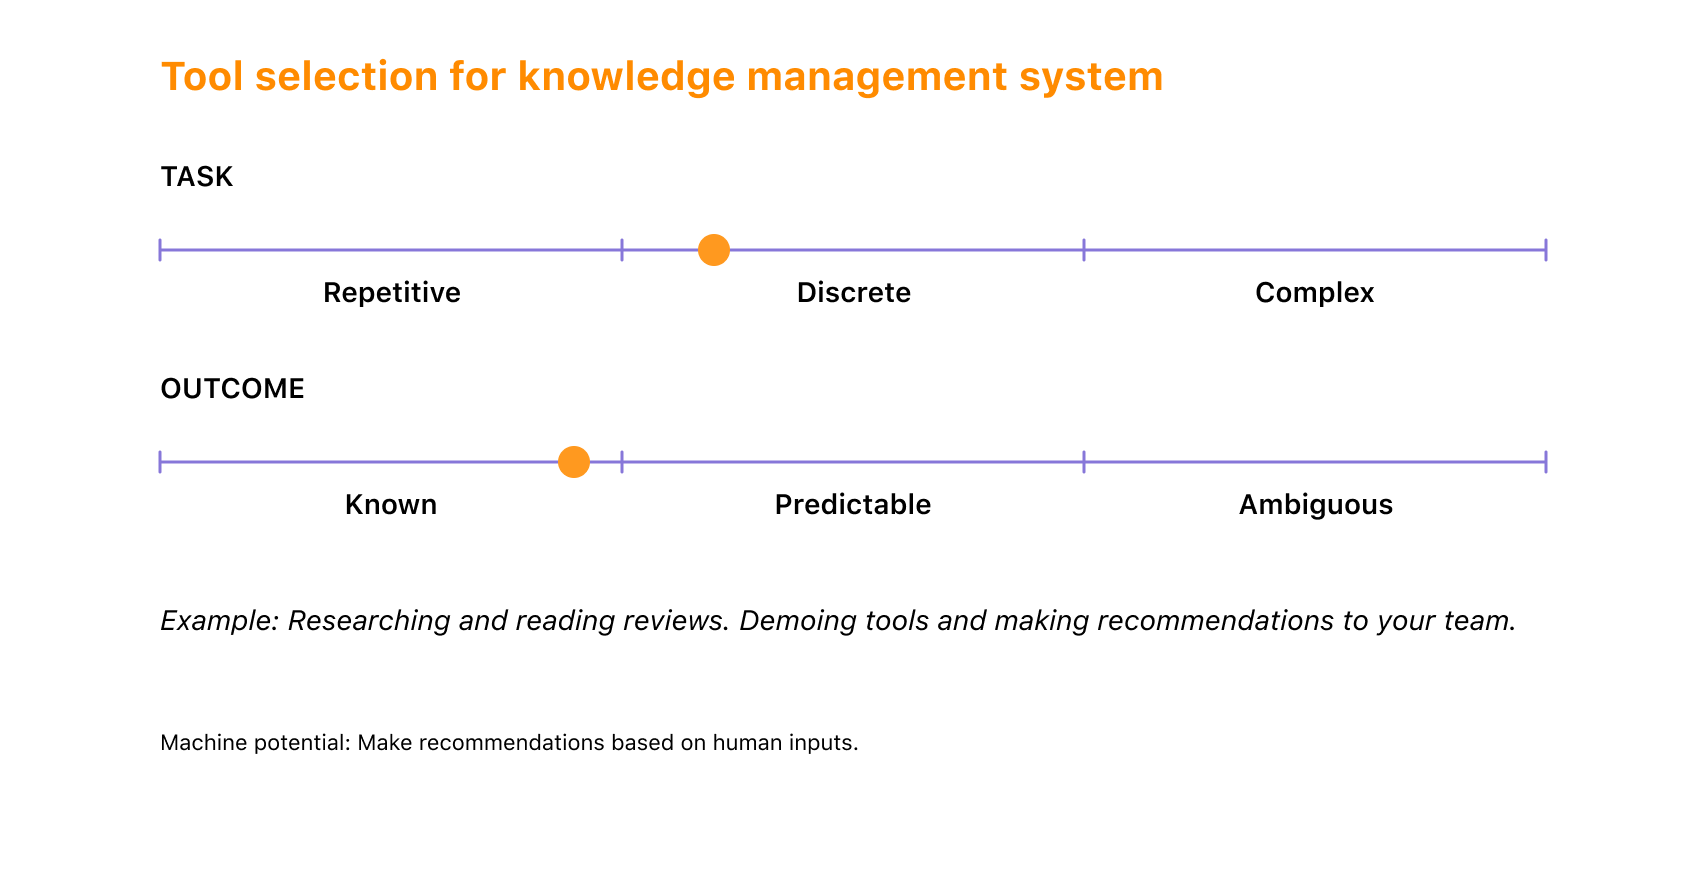 Tool selection for knowledge management system
TASK
Repetitive
Discrete
Complex
OUTCOME
Known
Predictable
Ambiguous
Example: Researching and reading reviews. Demoing tools and making recommendations to your team.
Machine potential: Make recommendations based on human inputs.